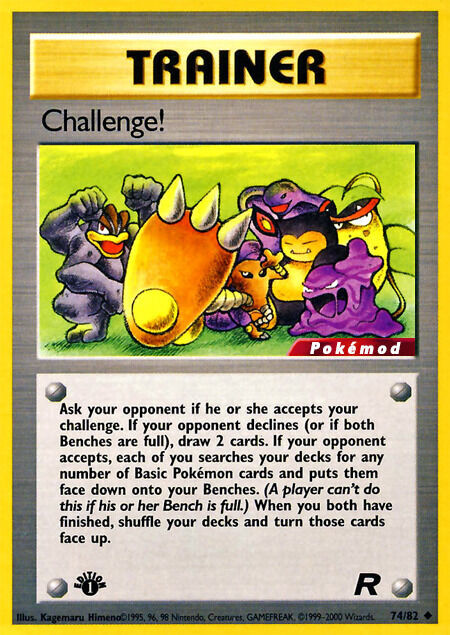 TRAINER
Challenge!
Pokémod
Ask your opponent if he or she accepts your
challenge. If your opponent declines (or if both
Benches are full), draw 2 cards. If your opponent
accepts, each of you searches your decks for any
number of Basic Pokémon cards and puts them
face down onto your Benches. (A player can't do
this if his or her Bench is full.) When you both have
finished, shuffle your decks and turn those cards
face up.
EDITION
1
R
Illus. Kagemaru Himeno©1995, 96, 98 Nintendo, Creatures, GAMEFREAK. ©1999-2000 Wizards. 74/82